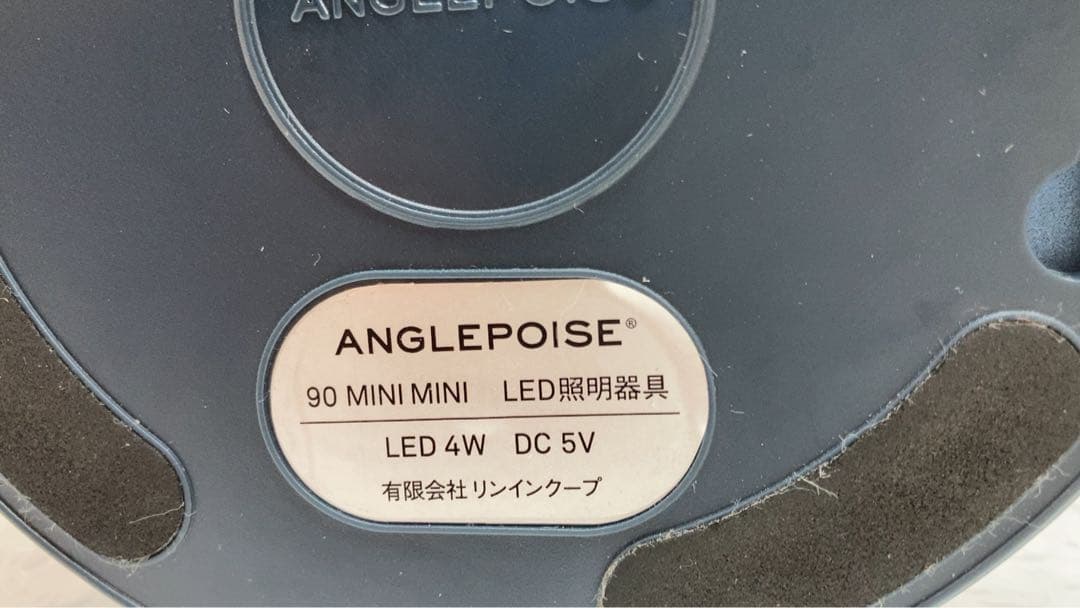 ANGLEPOISE
ANGLEPOISE®
90 MINI MINI LED照明器具
LED 4W DC 5V
有限会社 リンインクープ